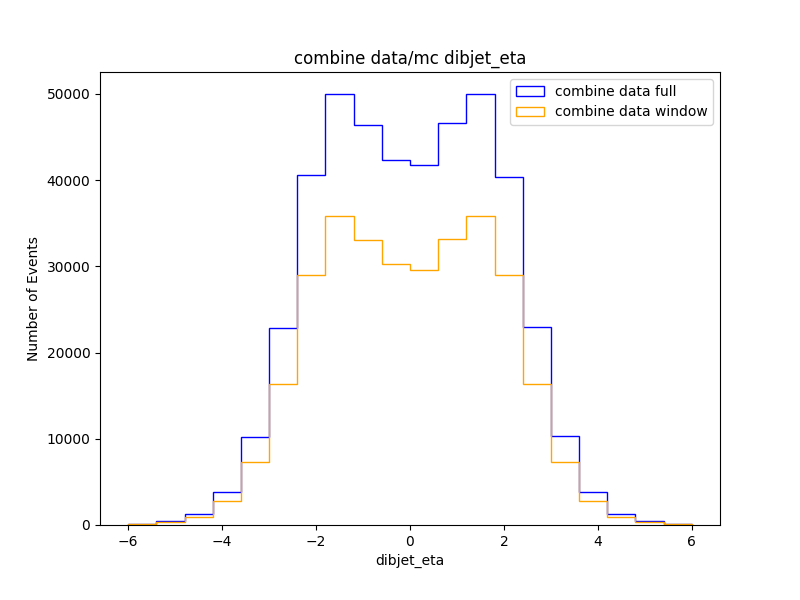 combine data/mc dibjet_eta
combine data full
combine data window
Number of Events
50000
40000
30000
20000
10000
0
−6
−4
−2
0
2
4
6
dibjet_eta